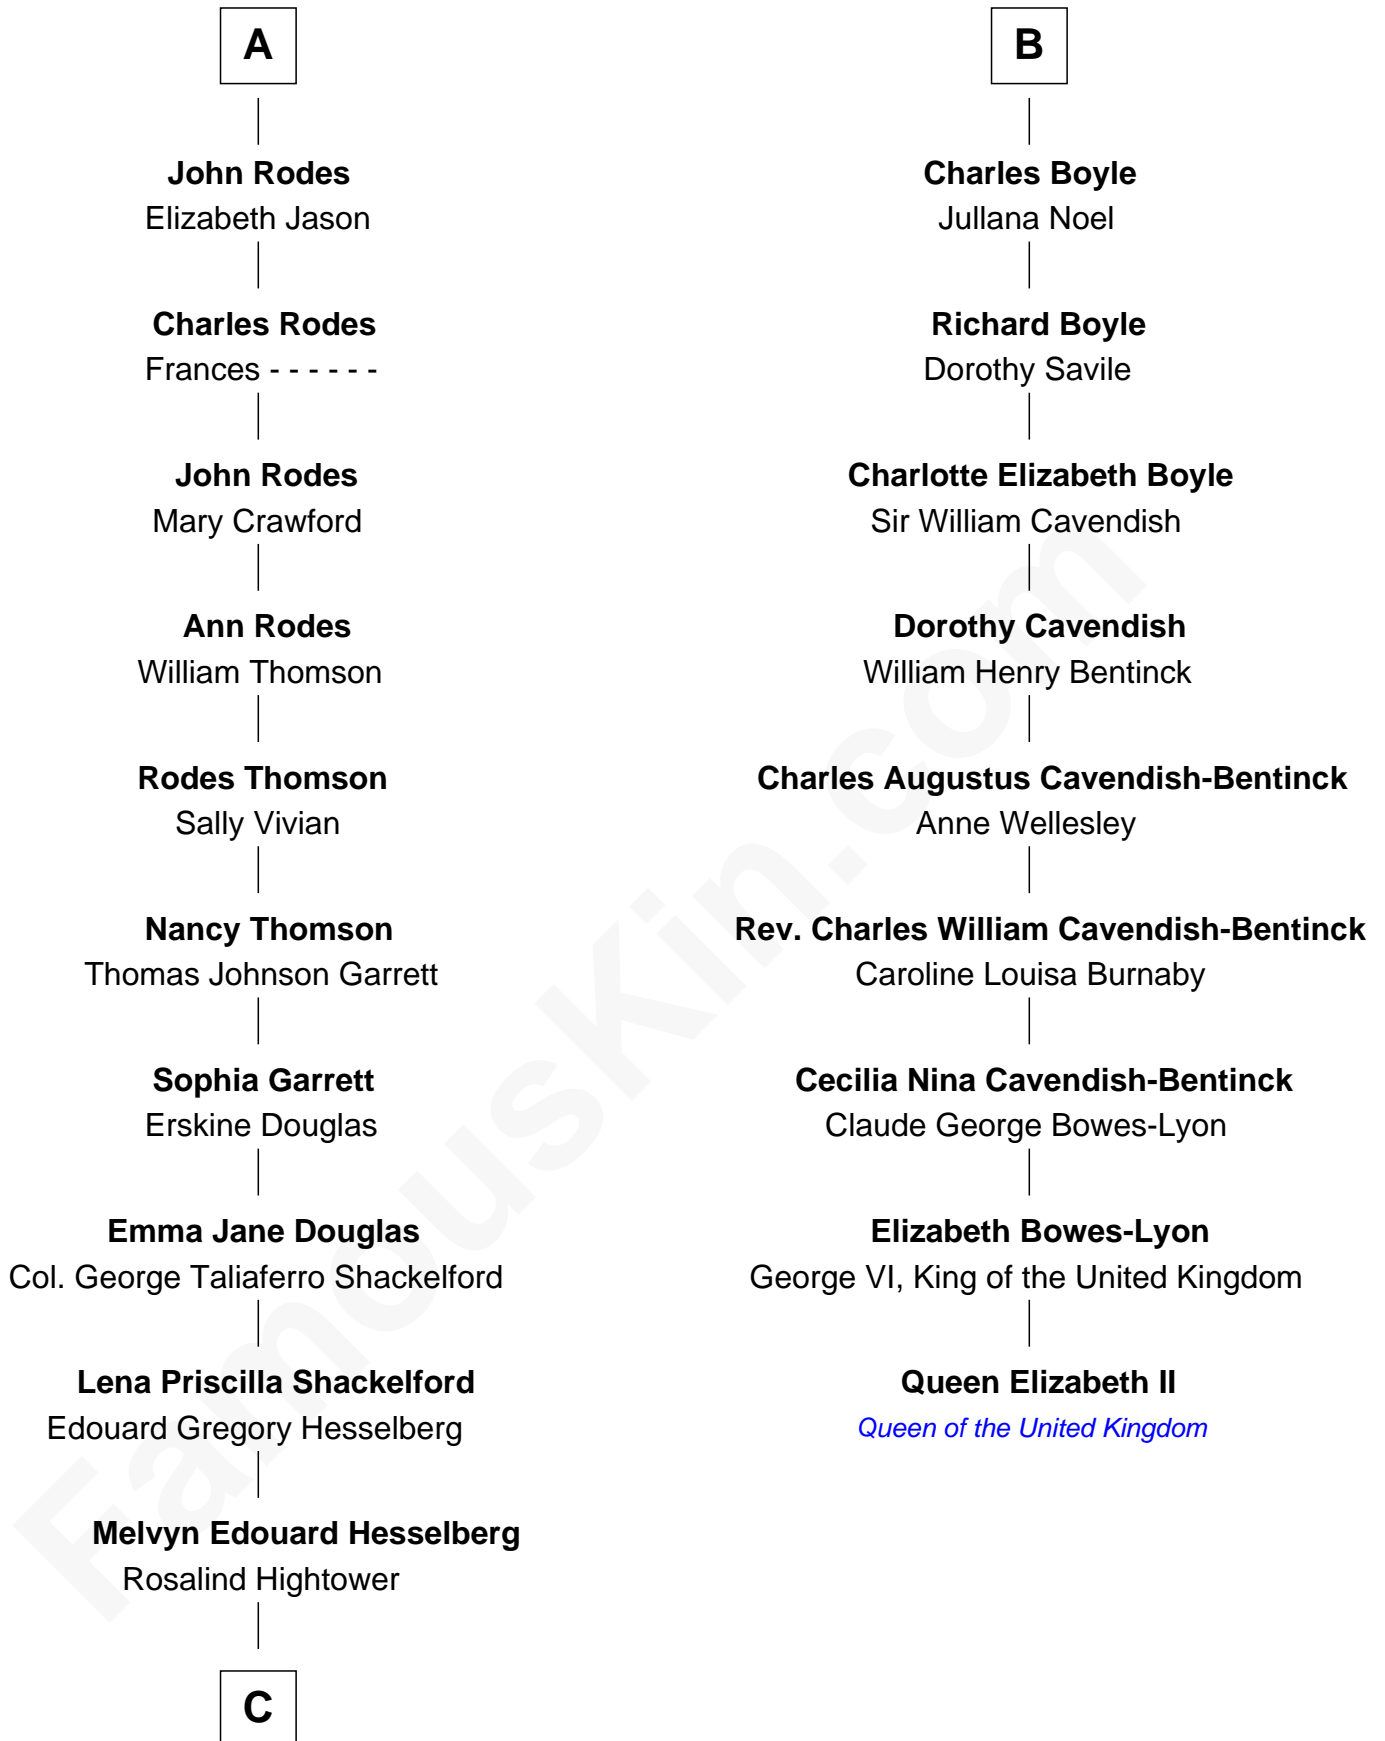 A
John Rodes
Elizabeth Jason
Charles Rodes
Frances - - - - - -
John Rodes
Mary Crawford
Ann Rodes
William Thomson
Rodes Thomson
Sally Vivian
Nancy Thomson
Thomas Johnson Garrett
Sophia Garrett
Erskine Douglas
Emma Jane Douglas
Col. George Taliaferro Shackelford
Lena Priscilla Shackelford
Edouard Gregory Hesselberg
Melvyn Edouard Hesselberg
Rosalind Hightower
C
B
Charles Boyle
Jullana Noel
Richard Boyle
Dorothy Savile
Charlotte Elizabeth Boyle
Sir William Cavendish
Dorothy Cavendish
William Henry Bentinck
Charles Augustus Cavendish-Bentinck
Anne Wellesley
Rev. Charles William Cavendish-Bentinck
Caroline Louisa Burnaby
Cecilia Nina Cavendish-Bentinck
Claude George Bowes-Lyon
Elizabeth Bowes-Lyon
George VI, King of the United Kingdom
Queen Elizabeth II
Queen of the United Kingdom
FamousKin.com